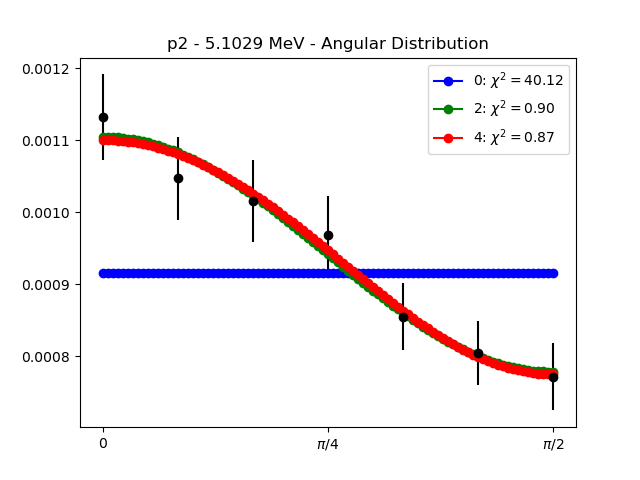 p2 - 5.1029 MeV - Angular Distribution
0.0012
0.0011
0.0010
0.0009
0.0008
0: χ² = 40.12
2: χ² = 0.90
4: χ² = 0.87
0
π/4
π/2